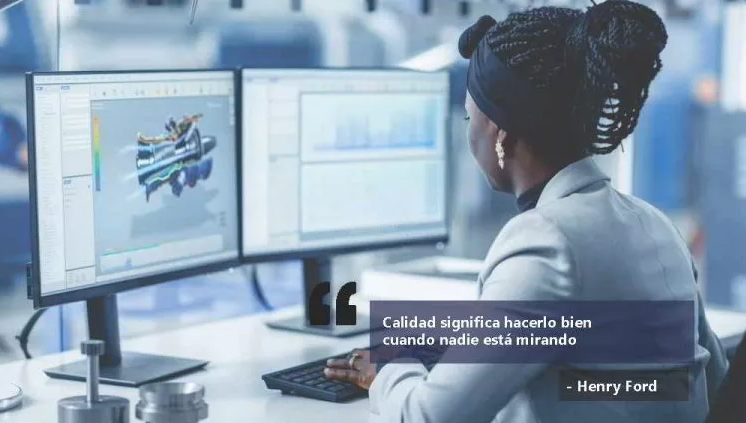 Calidad significa hacerlo bien
cuando nadie está mirando
- Henry Ford